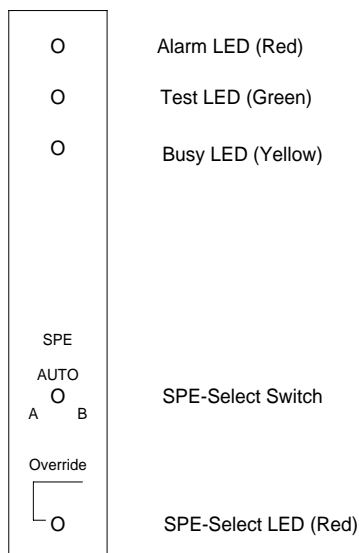 O Alarm LED (Red)
O Test LED (Green)
O Busy LED (Yellow)
SPE
AUTO
O SPE-Select Switch
A B
Override
O SPE-Select LED (Red)